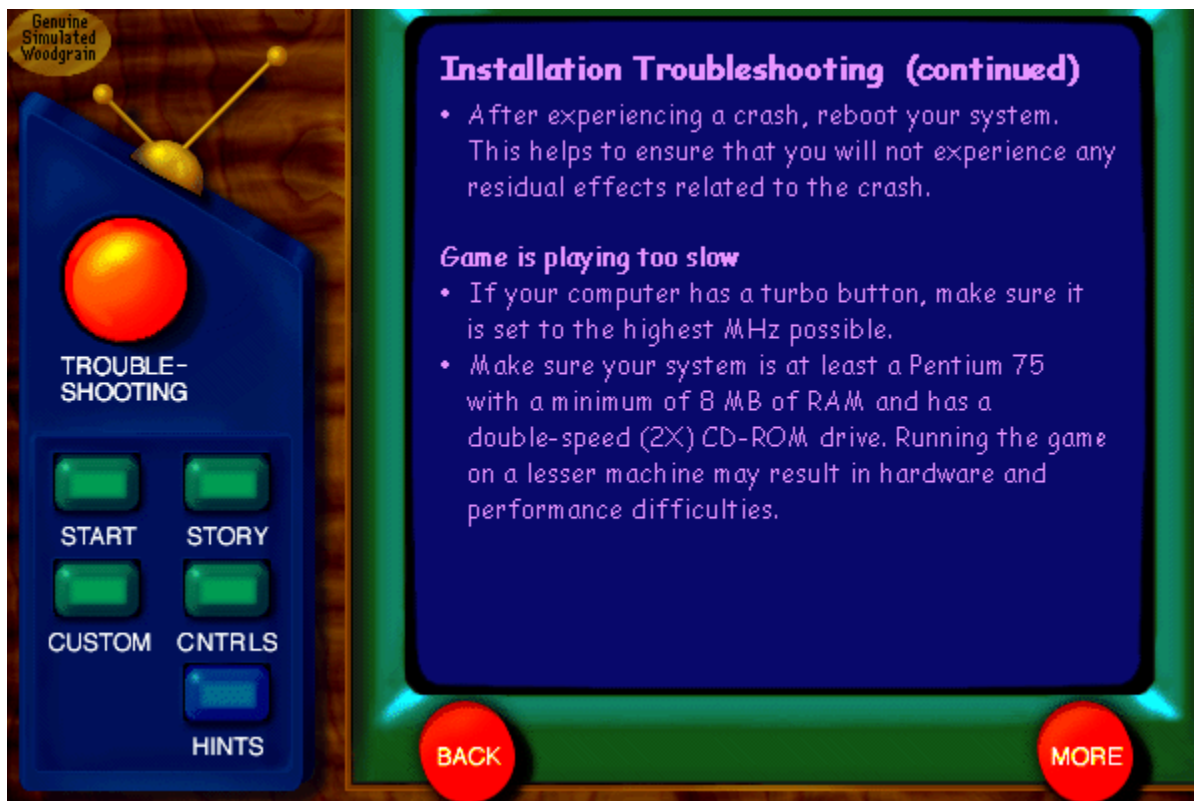 Genuine
Simulated
Woodgrain
TROUBLE-
SHOOTING
START STORY
CUSTOM CNTRLS
HINTS
Installation Troubleshooting (continued)
• After experiencing a crash, reboot your system.
This helps to ensure that you will not experience any
residual effects related to the crash.
Game is playing too slow
• If your computer has a turbo button, make sure it
is set to the highest MHz possible.
• Make sure your system is at least a Pentium 75
with a minimum of 8 MB of RAM and has a
double-speed (2X) CD-ROM drive. Running the game
on a lesser machine may result in hardware and
performance difficulties.
BACK MORE